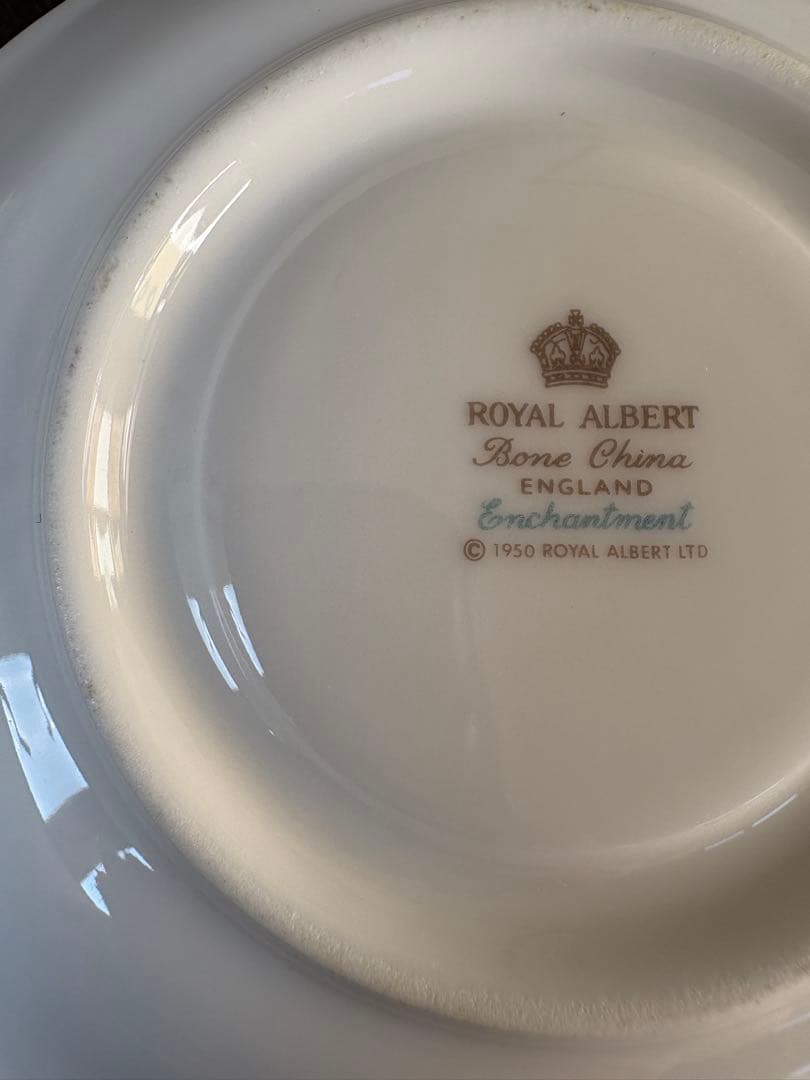 ROYAL ALBERT
Bone China
ENGLAND
Enchantment
© 1950 ROYAL ALBERT LTD